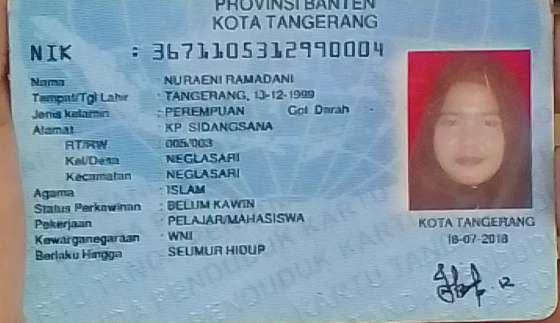 PROVINSI BANTEN
KOTA TANGERANG
NIK : 3671105312990004
Nama : NURAENI RAMADANI
Tempat/Tgl Lahir : TANGERANG, 13-12-1999
Jenis kelamin : PEREMPUAN Gol. Darah -
Alamat : KP. SIDANGSANA
RT/RW : 005/003
Kel/Desa : NEGLASARI
Kecamatan : NEGLASARI
Agama : ISLAM
Status Perkawinan : BELUM KAWIN
Pekerjaan : PELAJAR/MAHASISWA
Kewarganegaraan : WNI
Berlaku Hingga : SEUMUR HIDUP
KOTA TANGERANG
18-07-2018